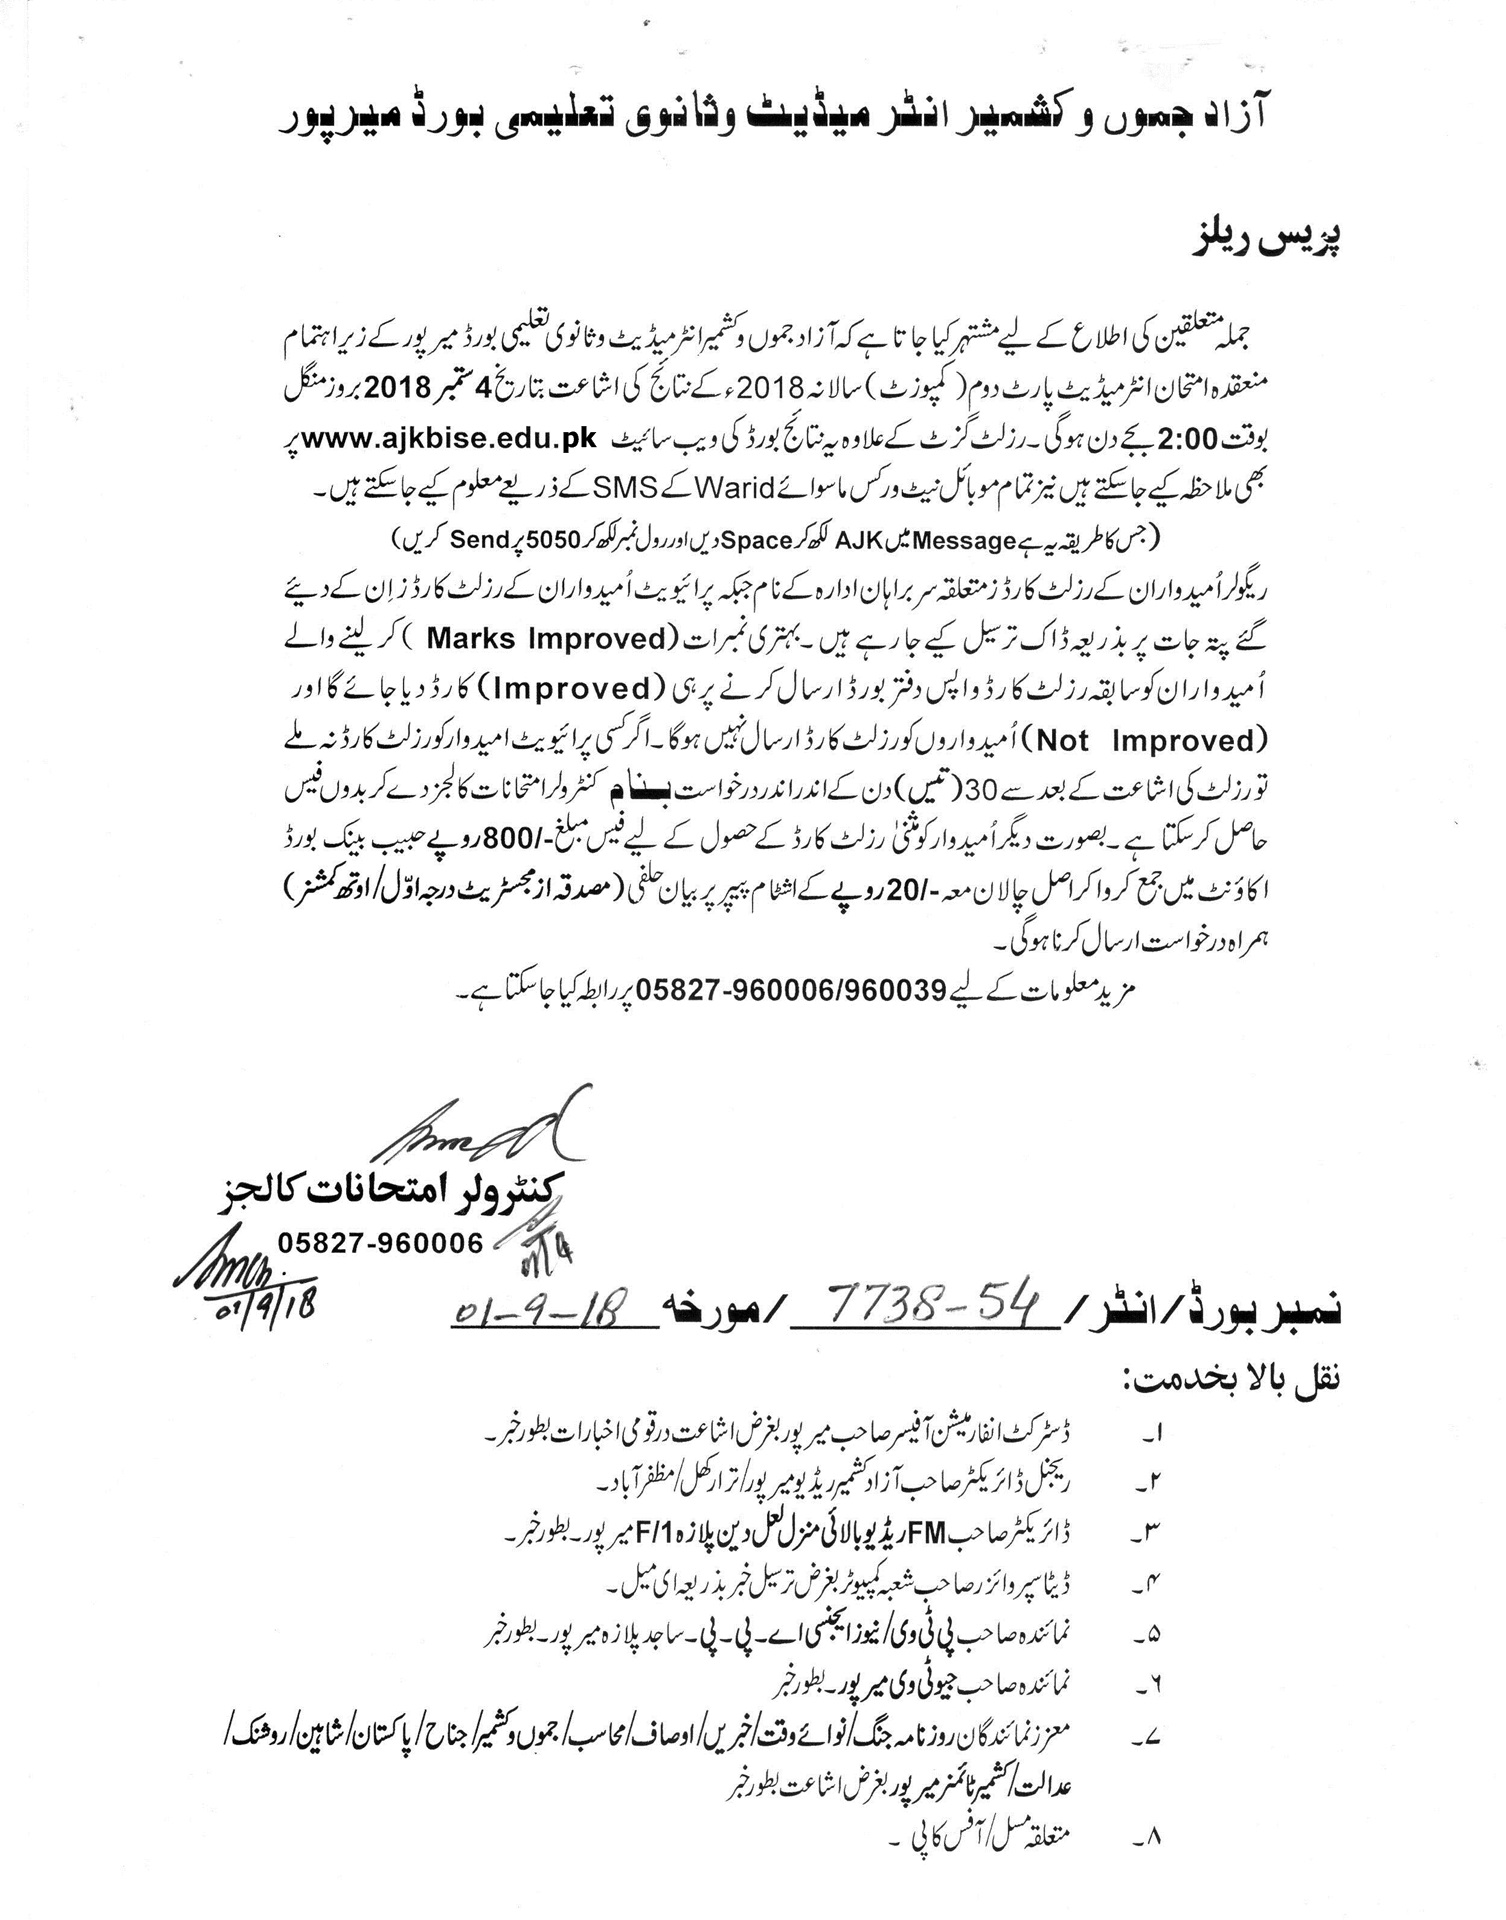 آزاد جموں و کشمیر انٹر میڈیٹ و ثانوی تعلیمی بورڈ میرپور
پریس ریلز
جملہ متعلقین کی اطلاع کے لیے مشتہر کیا جاتا ہے کہ آزاد جموں و کشمیر انٹر میڈیٹ و ثانوی تعلیمی بورڈ میر پور کے زیر اہتمام
منعقدہ امتحان انٹر میڈیٹ پارٹ دوم (کمپوزٹ) سالانہ 2018ء کے نتائج کی اشاعت بتاریخ 4 ستمبر 2018 بروز منگل
بوقت 2:00 بجے دن ہوگی۔ رزلٹ گزٹ کے علاوہ یہ نتائج بورڈ کی ویب سائیٹ www.ajkbise.edu.pk پر
بھی ملاحظہ کیے جاسکتے ہیں نیز تمام موبائل نیٹ ورکس ماسوائے Warid کے SMS کے ذریعے معلوم کیے جاسکتے ہیں۔
(جس کا طریقہ یہ ہے Message میں AJK لکھ کر Space دیں اور رول نمبر لکھ کر 5050 پر Send کریں)
ریگولر اُمیدواران کے رزلٹ کارڈز متعلقہ سربراہان ادارہ کے نام جبکہ پرائیویٹ اُمیدواران کے رزلٹ کارڈز اِن کے دیئے
گئے پتہ جات پر بذریعہ ڈاک ترسیل کیے جا رہے ہیں۔ بہتری نمبرات (Marks Improved) کر لینے والے
اُمیدواران کو سابقہ رزلٹ کارڈ واپس دفتر بورڈ ارسال کرنے پر ہی (Improved) کارڈ دیا جائے گا اور
(Not Improved) اُمیدواروں کو رزلٹ کارڈ ارسال نہیں ہوگا۔ اگر کسی پرائیویٹ امیدوار کو رزلٹ کارڈ نہ ملے
تو رزلٹ کی اشاعت کے بعد سے 30 (تیس) دن کے اندر اندر درخواست بنام کنٹرولر امتحانات کالجز دے کر بدوں فیس
حاصل کر سکتا ہے۔ بصورت دیگر اُمیدوار کو مثنیٰ رزلٹ کارڈ کے حصول کے لیے فیس مبلغ -/800 روپے حبیب بینک بورڈ
اکاؤنٹ میں جمع کروا کر اصل چالان معہ -/20 روپے کے اشٹام پیپر پر بیان حلفی (مصدقہ از مجسٹریٹ درجہ اوّل/اوتھ کمشنر)
ہمراہ درخواست ارسال کرنا ہوگی۔
مزید معلومات کے لیے 05827-960006/960039 پر رابطہ کیا جاسکتا ہے۔
کنٹرولر امتحانات کالجز
05827-960006
01/9/18
نمبر بورڈ/انٹر/ 7738-54 /مورخہ 01-9-18
نقل بالا بخدمت:
۱۔ ڈسٹرکٹ انفارمیشن آفیسر صاحب میر پور بغرض اشاعت در قومی اخبارات بطور خبر۔
۲۔ ریجنل ڈائریکٹر صاحب آزاد کشمیر ریڈیو میرپور/تراڑکھل/مظفر آباد۔
۳۔ ڈائریکٹر صاحب FM ریڈیو بالائی منزل لعل دین پلازہ F/1 میر پور۔ بطور خبر۔
۴۔ ڈیٹا سپروائزر صاحب شعبہ کمپیوٹر بغرض ترسیل خبر بذریعہ ای میل۔
۵۔ نمائندہ صاحب پی ٹی وی/نیوز ایجنسی اے۔ پی۔ پی۔ ساجد پلازہ میر پور۔ بطور خبر
۶۔ نمائندہ صاحب جیو ٹی وی میر پور۔ بطور خبر
۷۔ معزز نمائندگان روزنامہ جنگ/نوائے وقت/خبریں/اوصاف/محاسب/جموں و کشمیر/جناح/پاکستان/شاہین/روشنک/
عدالت/کشمیر ٹائمنر میر پور بغرض اشاعت بطور خبر
۸۔ متعلقہ مسل/آفس کاپی۔